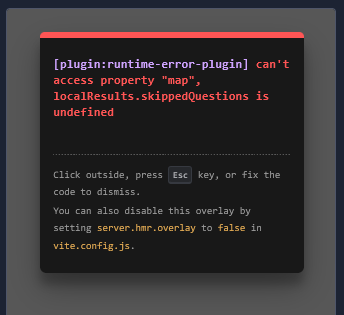 [plugin:runtime-error-plugin] can't
access property "map",
localResults.skippedQuestions is
undefined
Click outside, press Esc key, or fix the
code to dismiss.
You can also disable this overlay by
setting server.hmr.overlay to false in
vite.config.js.